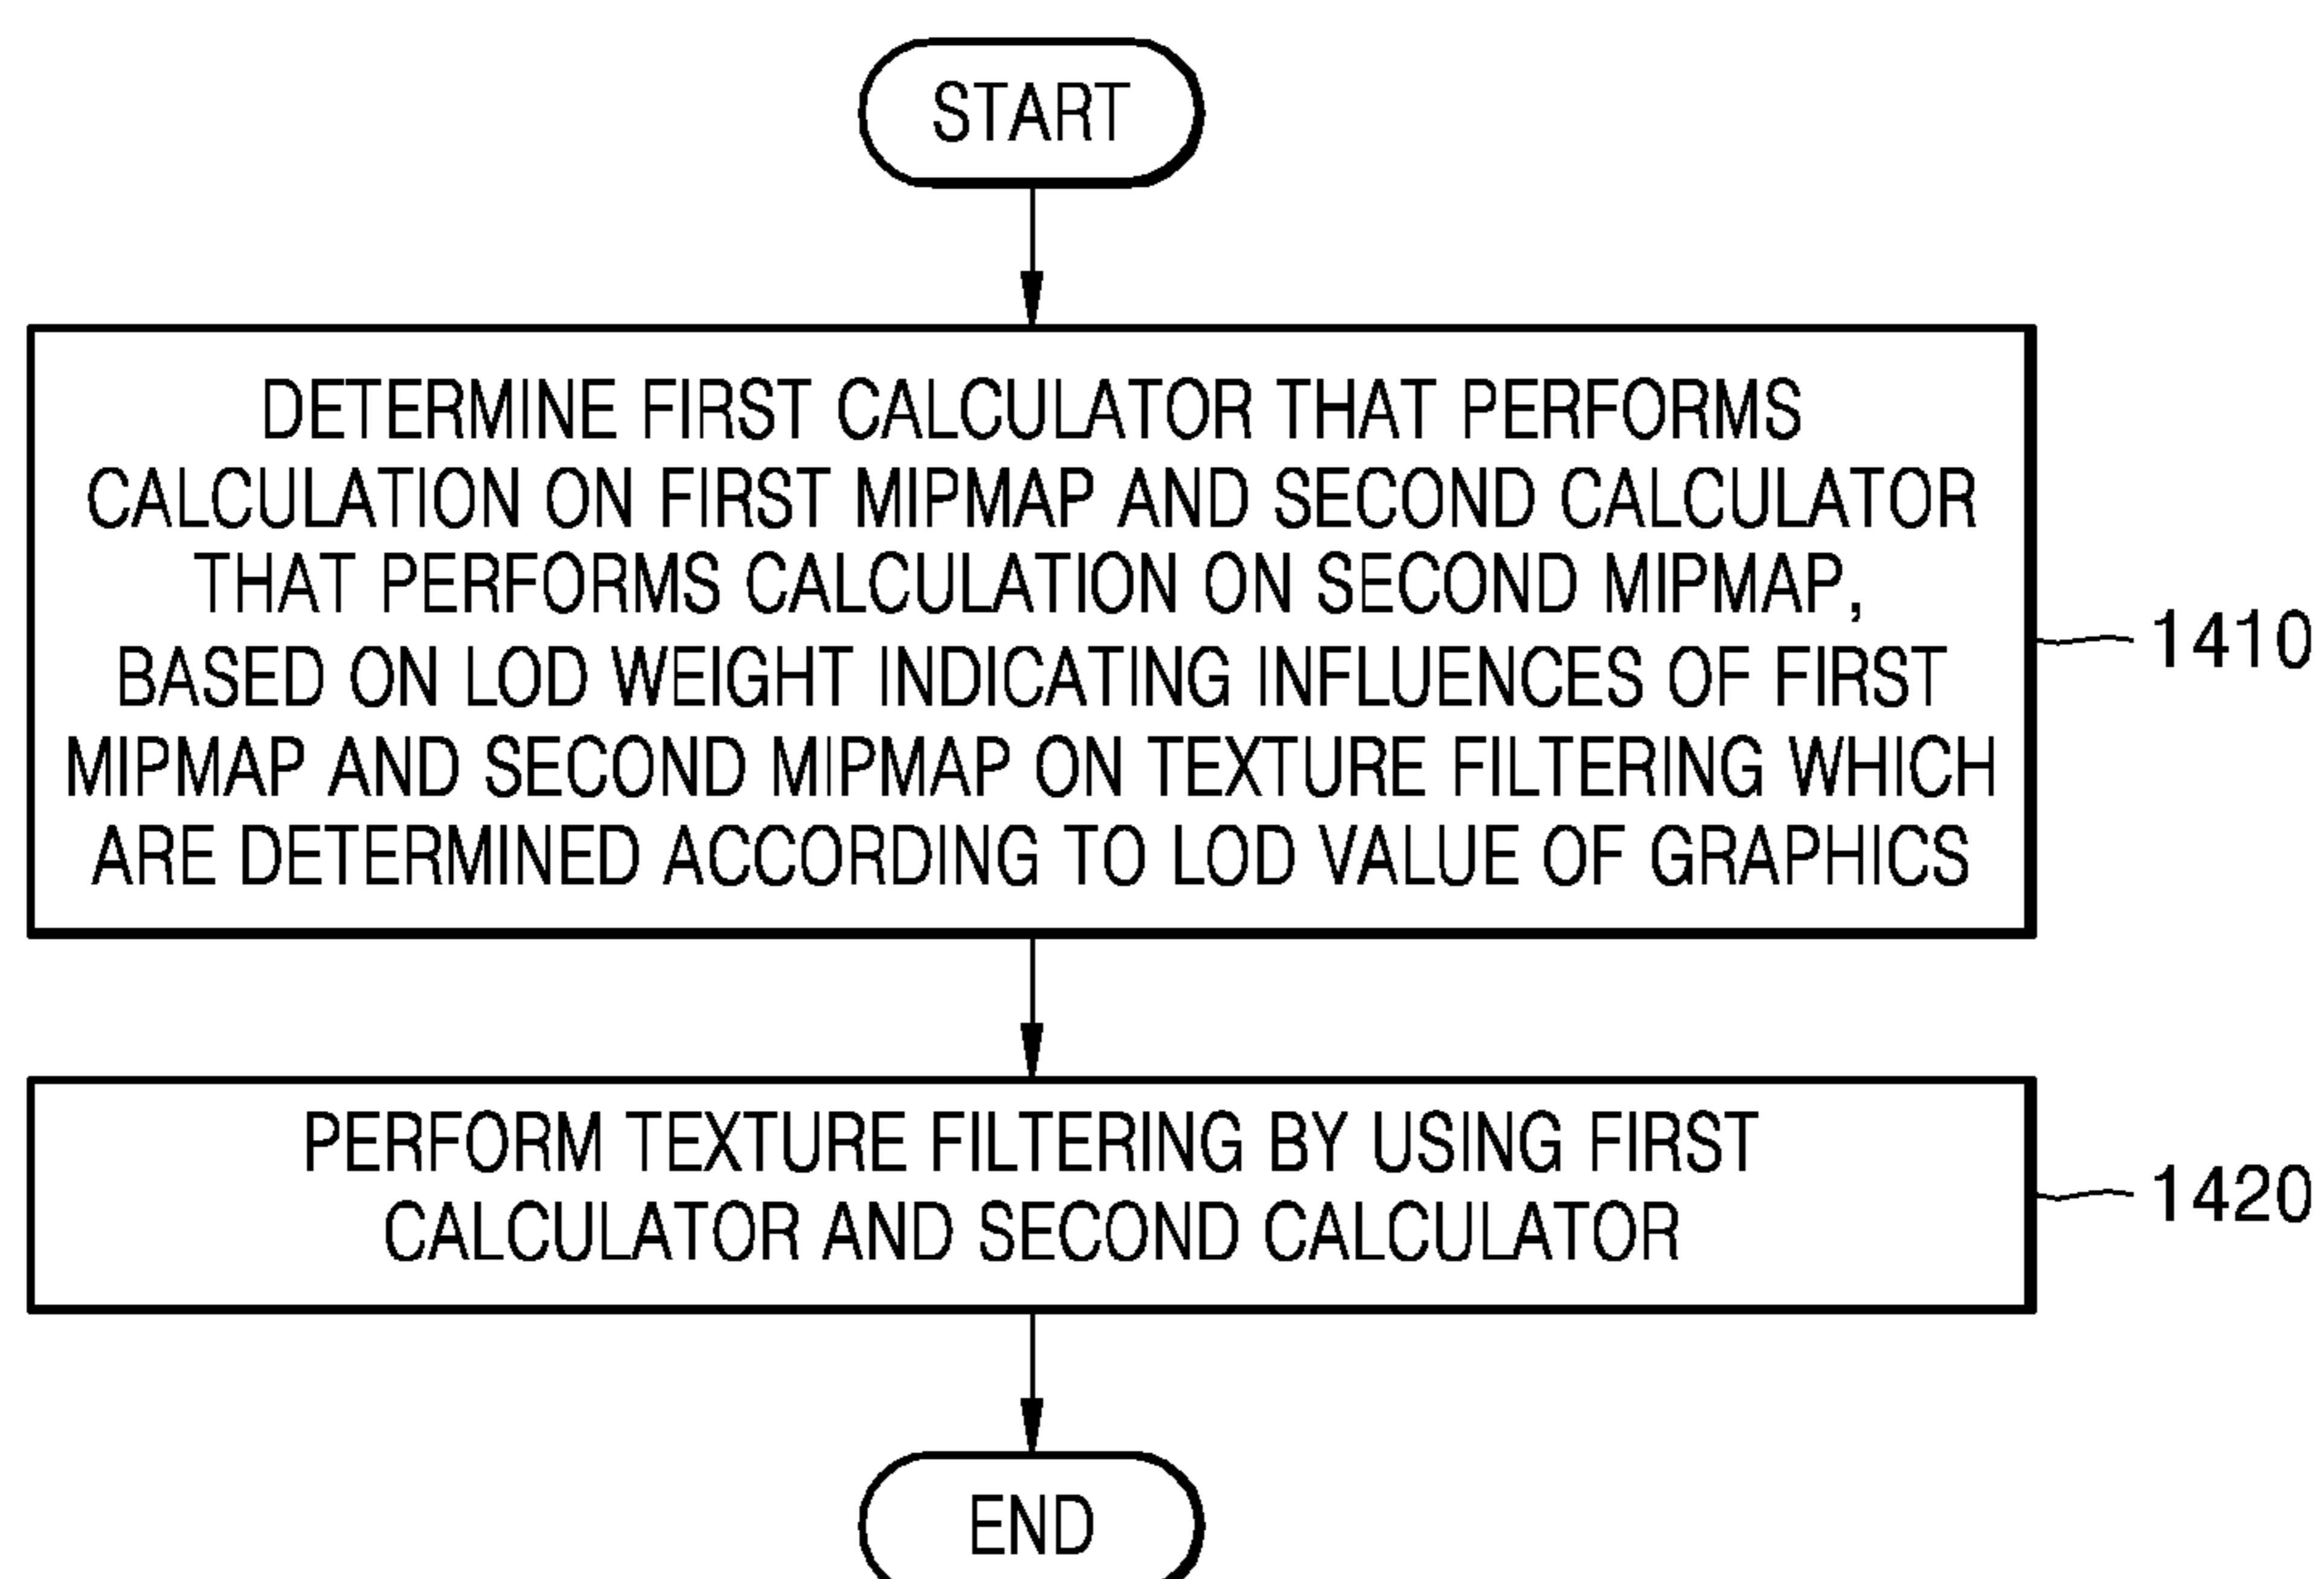 START
DETERMINE FIRST CALCULATOR THAT PERFORMS
CALCULATION ON FIRST MIPMAP AND SECOND CALCULATOR
THAT PERFORMS CALCULATION ON SECOND MIPMAP,
BASED ON LOD WEIGHT INDICATING INFLUENCES OF FIRST
MIPMAP AND SECOND MIPMAP ON TEXTURE FILTERING WHICH
ARE DETERMINED ACCORDING TO LOD VALUE OF GRAPHICS
1410
PERFORM TEXTURE FILTERING BY USING FIRST
CALCULATOR AND SECOND CALCULATOR
1420
END